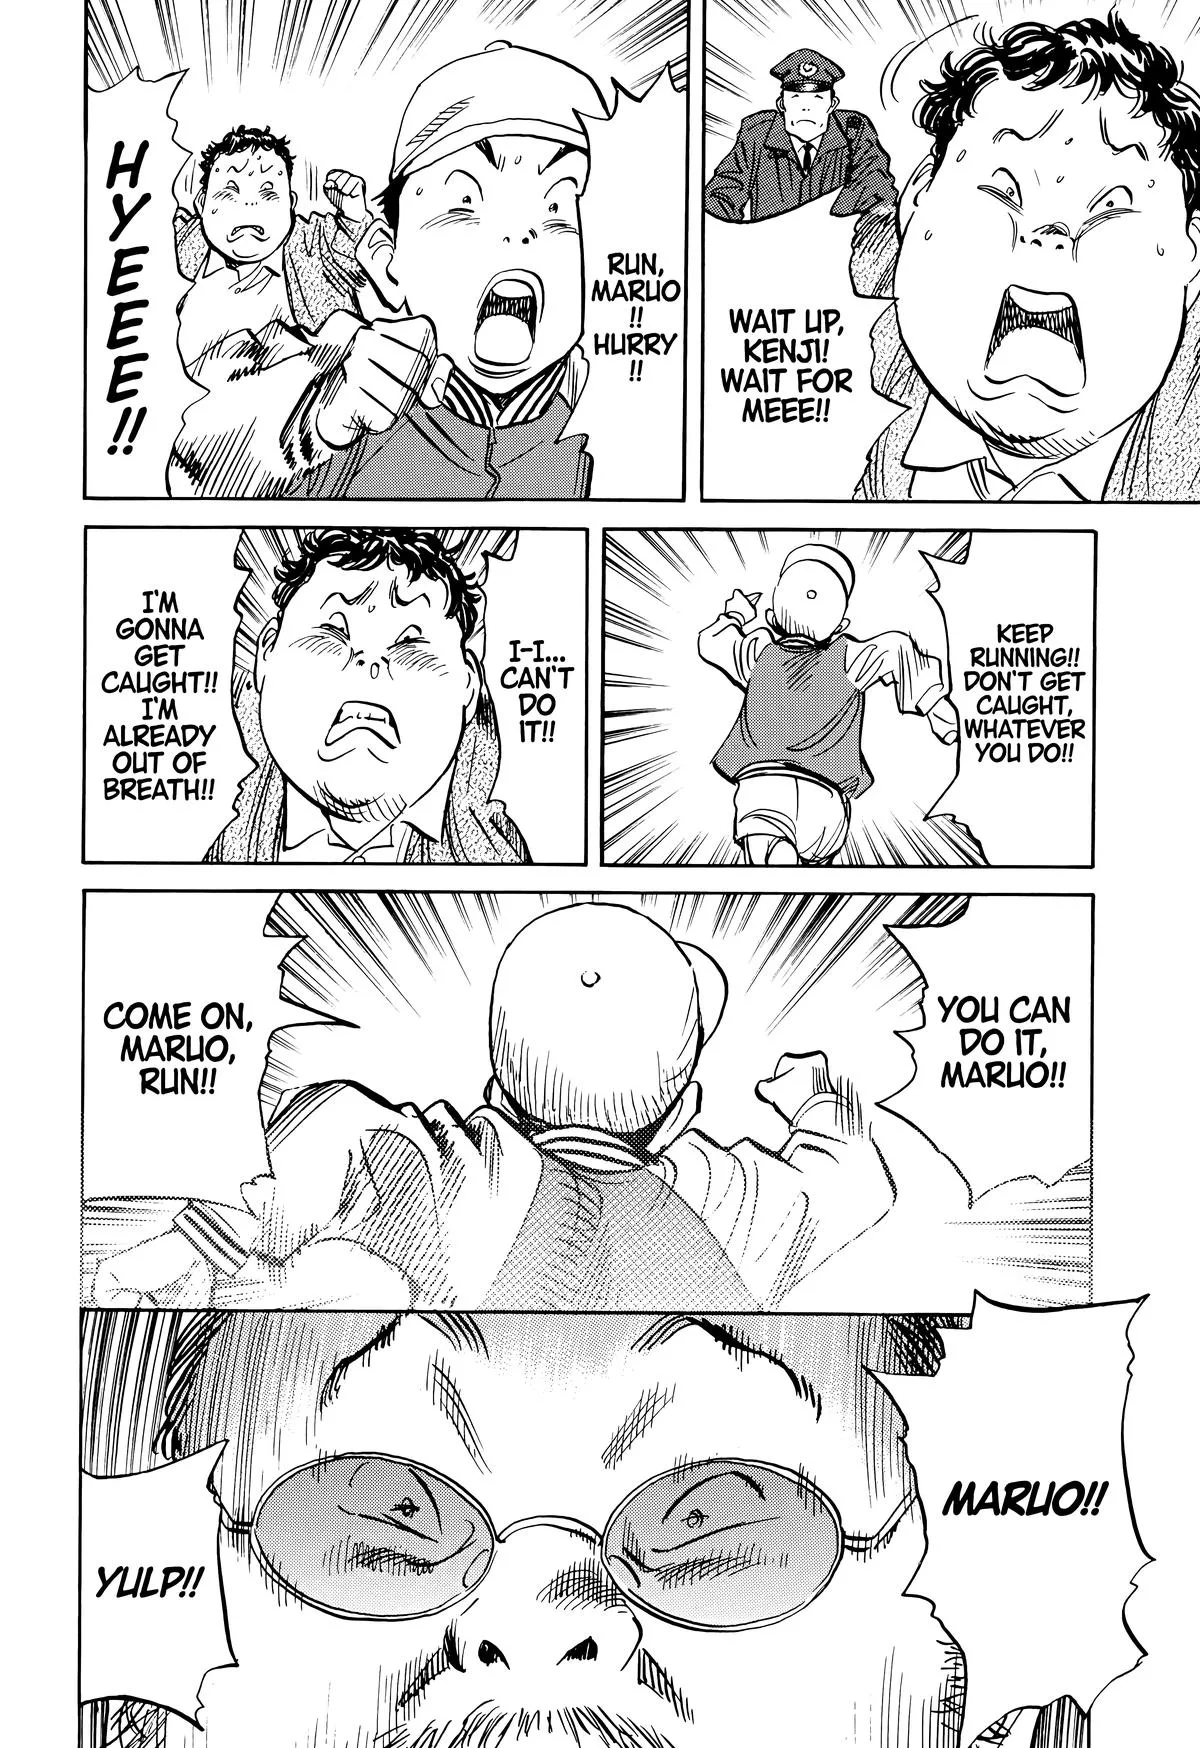 WAIT UP,
KENJI!
WAIT FOR
MEEE!!
RUN,
MARUO
!!
HURRY
!!
HYEEE!!
KEEP
RUNNING!!
DON'T GET
CAUGHT,
WHATEVER
YOU DO!!
I-I...
CAN'T
DO
IT!!
I'M
GONNA
GET
CAUGHT!!
I'M
ALREADY
OUT OF
BREATH!!
YOU CAN
DO IT,
MARUO!!
COME ON,
MARUO,
RUN!!
MARUO!!
YULP!!